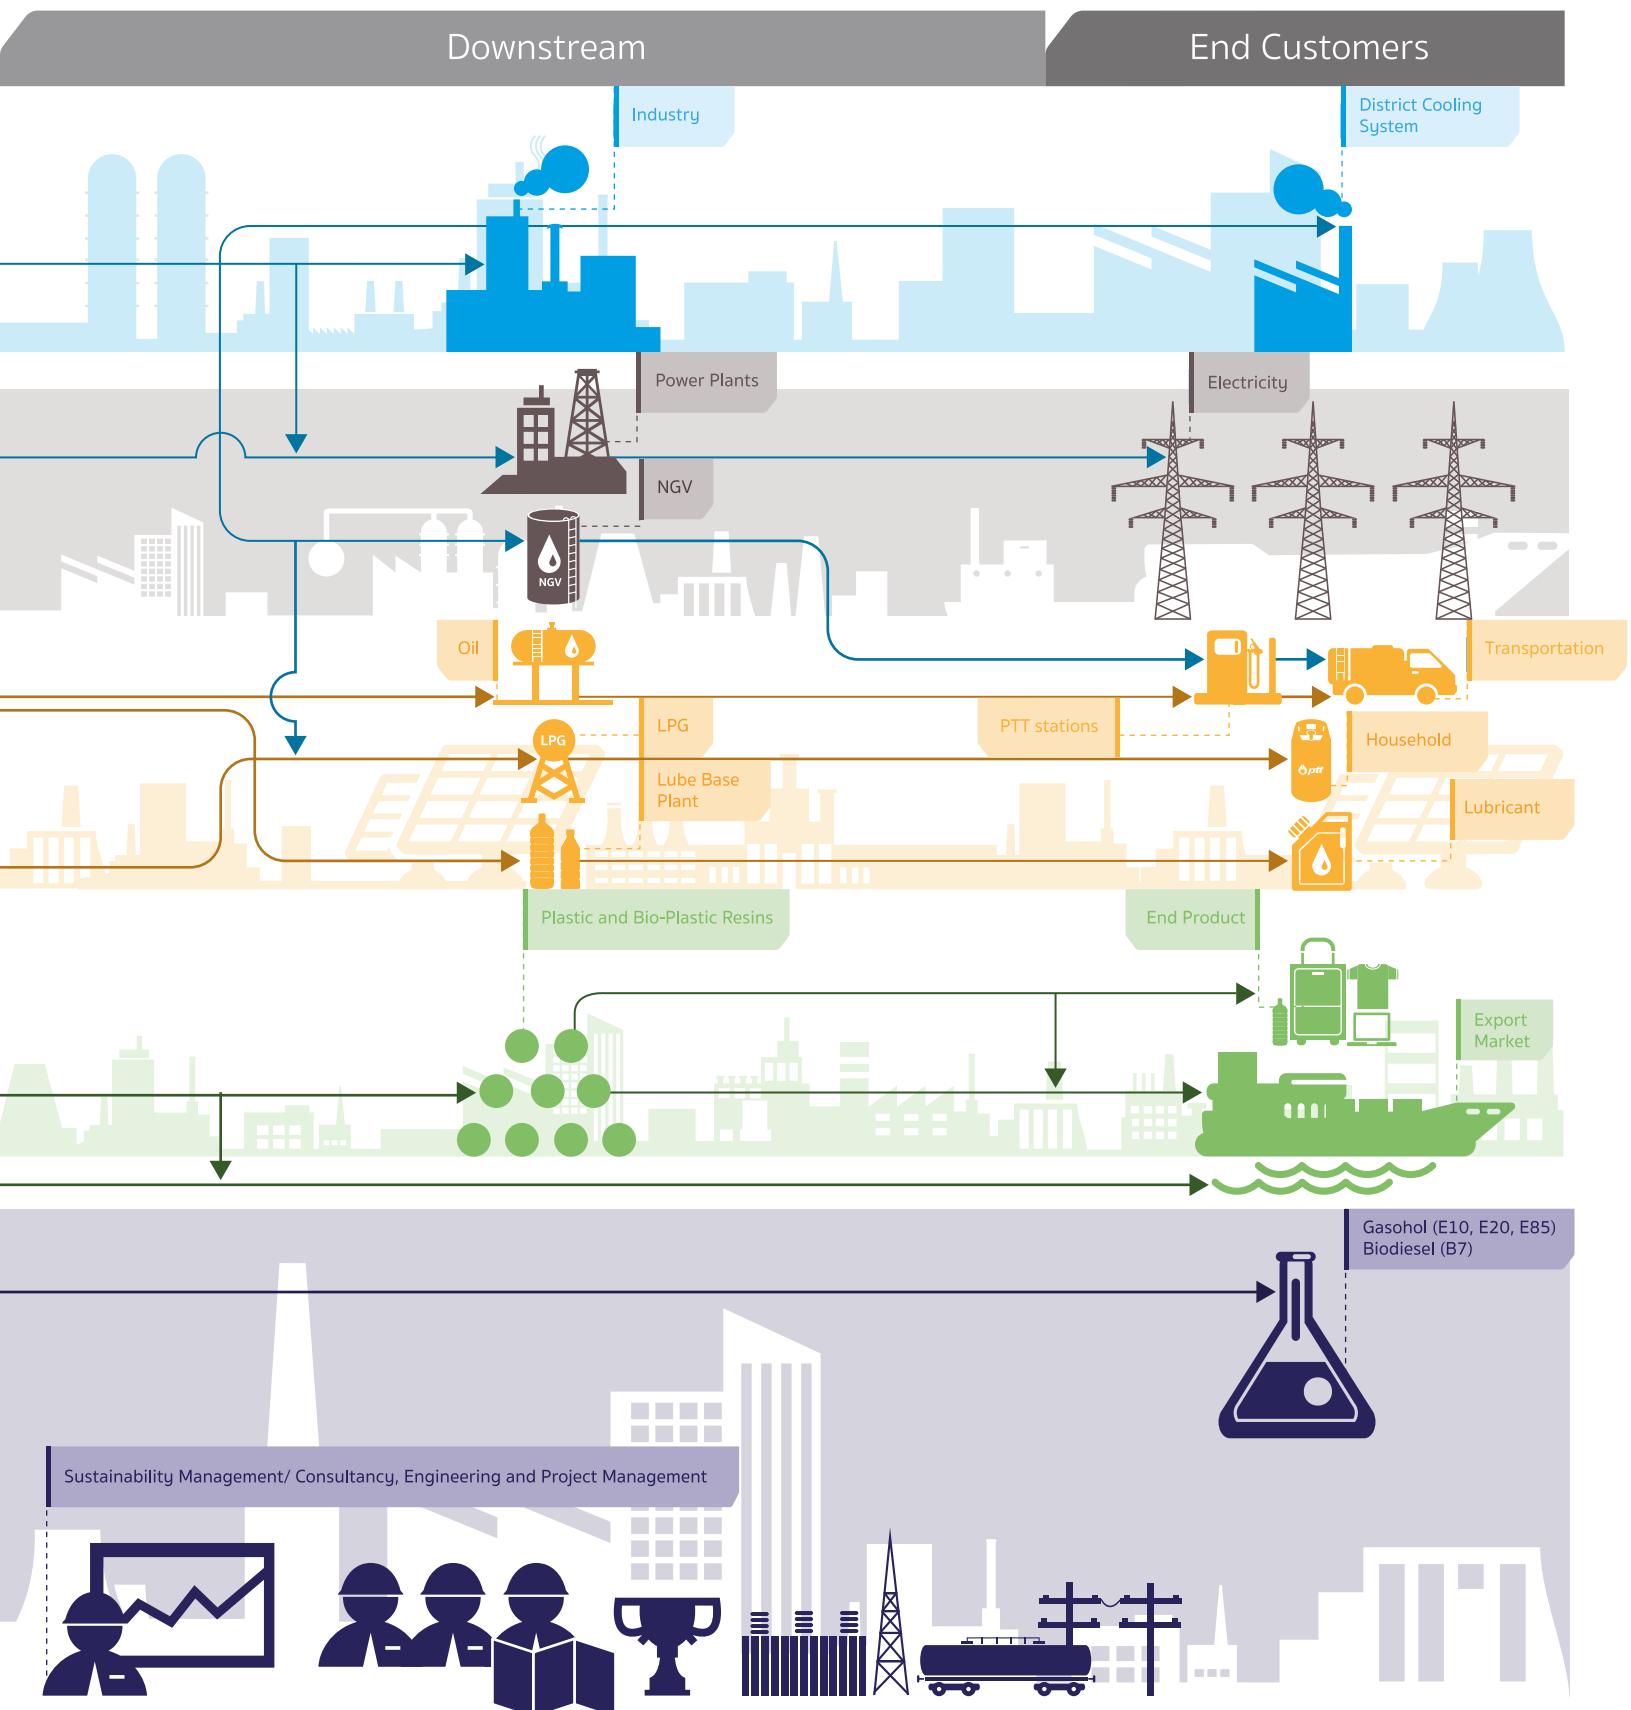 Downstream
End Customers
Industry
District Cooling
System
Power Plants
Electricity
NGV
NGV
Oil
Transportation
LPG
PTT stations
LPG
Household
ptt
Lube Base
Plant
Lubricant
Plastic and Bio-Plastic Resins
End Product
Export
Market
Gasohol (E10, E20, E85)
Biodiesel (B7)
Sustainability Management/ Consultancy, Engineering and Project Management